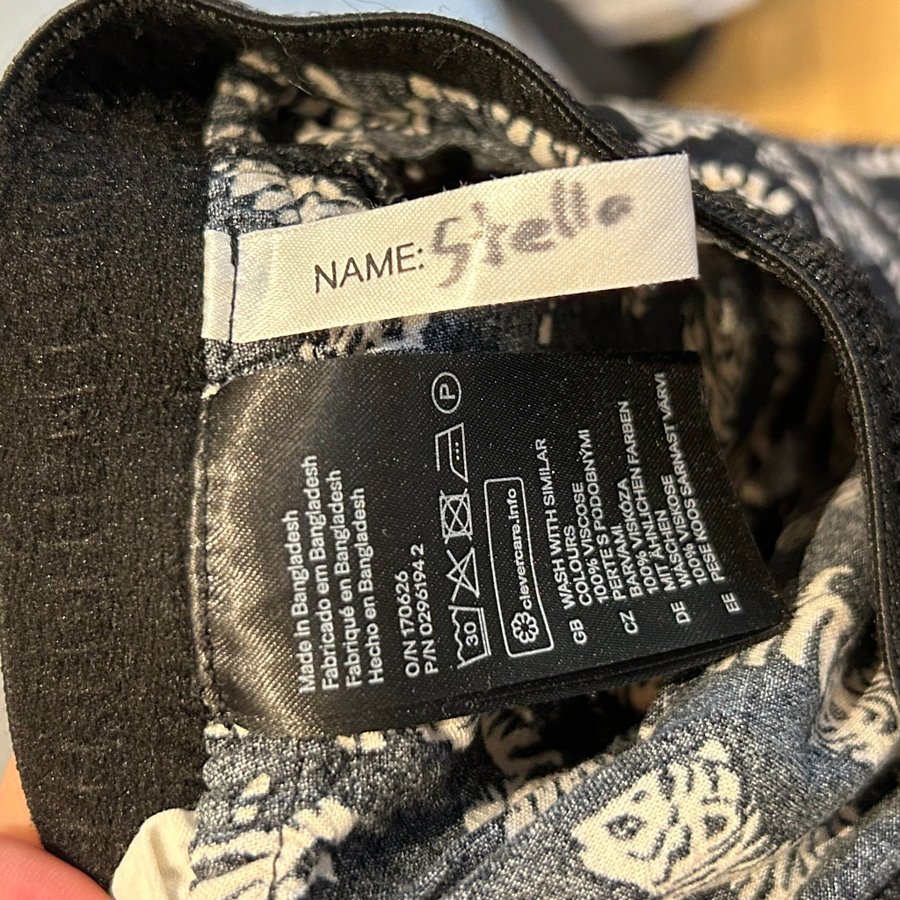 NAME: Stella
Made in Bangladesh
Fabricado em Bangladesh
Fabriqué en Bangladesh
Hecho en Bangladesh
O/N 170626
P/N 0296194 2
30
P
clevercare.info
GB WASH WITH SIMILAR
COLOURS
100% VISCOSE
CZ 100% VISKÓZA
PERTE S PODOBNÝMI
BARVAMI
DE 100% VISKOSE
MIT ÄHNLICHEN FARBEN
WASCHEN
EE 100% VISKOOS
PESE KOOS SARNAST VÄRVI